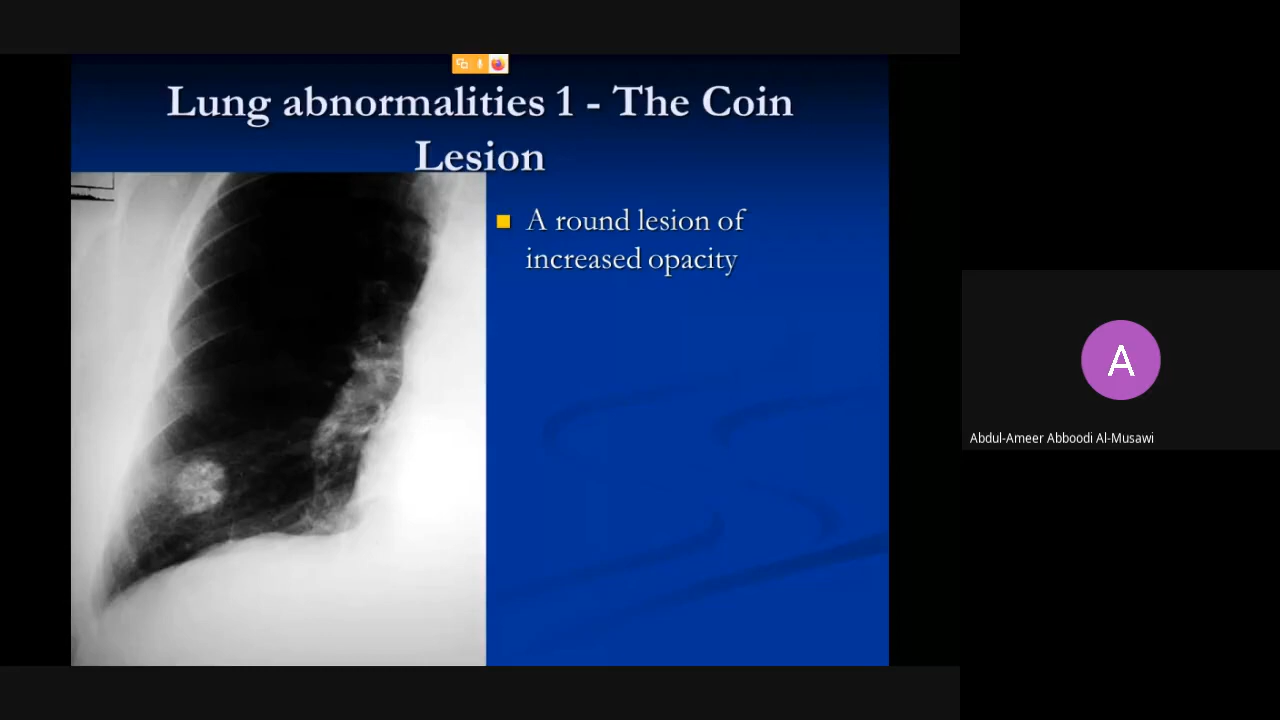 Lung abnormalities 1 - The Coin
Lesion
A round lesion of
increased opacity
A
Abdul-Ameer Abboodi Al-Musawi